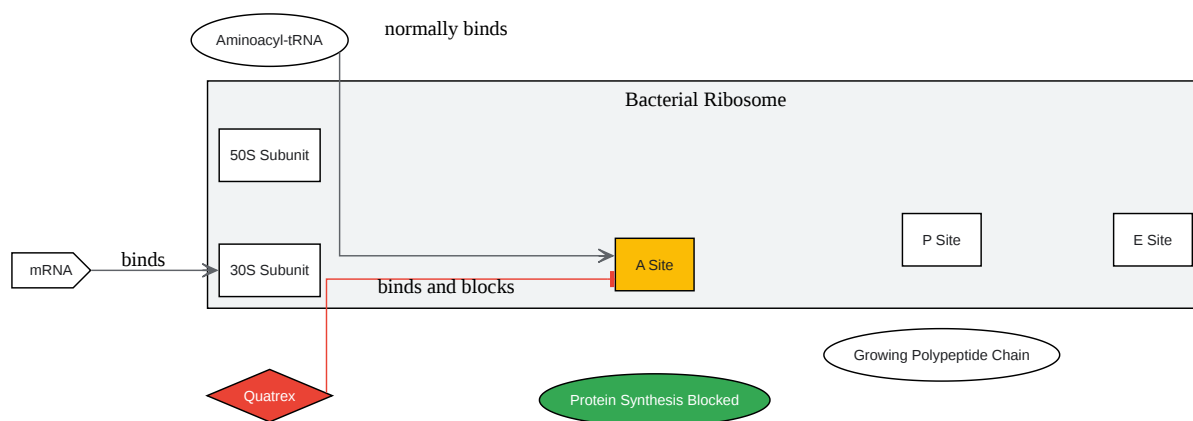 Aminoacyl-tRNA
normally binds
Bacterial Ribosome
50S Subunit
P Site
E Site
mRNA
binds
30S Subunit
A Site
binds and blocks
Growing Polypeptide Chain
Quatrex
Protein Synthesis Blocked